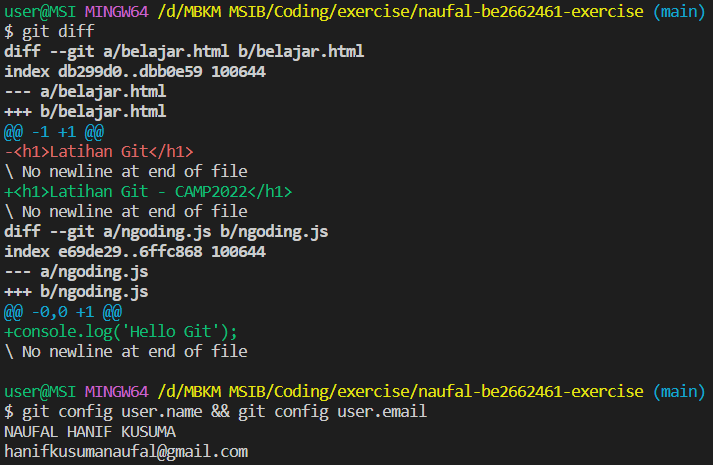 user@MSI MINGW64 /d/MBKM MSIB/Coding/exercise/naufal-be2662461-exercise (main)
$ git diff
diff --git a/belajar.html b/belajar.html
index db299d0..dbb0e59 100644
--- a/belajar.html
+++ b/belajar.html
@@ -1 +1 @@
-<h1>Latihan Git</h1>
\ No newline at end of file
+<h1>Latihan Git - CAMP2022</h1>
\ No newline at end of file
diff --git a/ngoding.js b/ngoding.js
index e69de29..6ffc868 100644
--- a/ngoding.js
+++ b/ngoding.js
@@ -0,0 +1 @@
+console.log('Hello Git');
\ No newline at end of file
user@MSI MINGW64 /d/MBKM MSIB/Coding/exercise/naufal-be2662461-exercise (main)
$ git config user.name && git config user.email
NAUFAL HANIF KUSUMA
hanifkusumanaufal@gmail.com